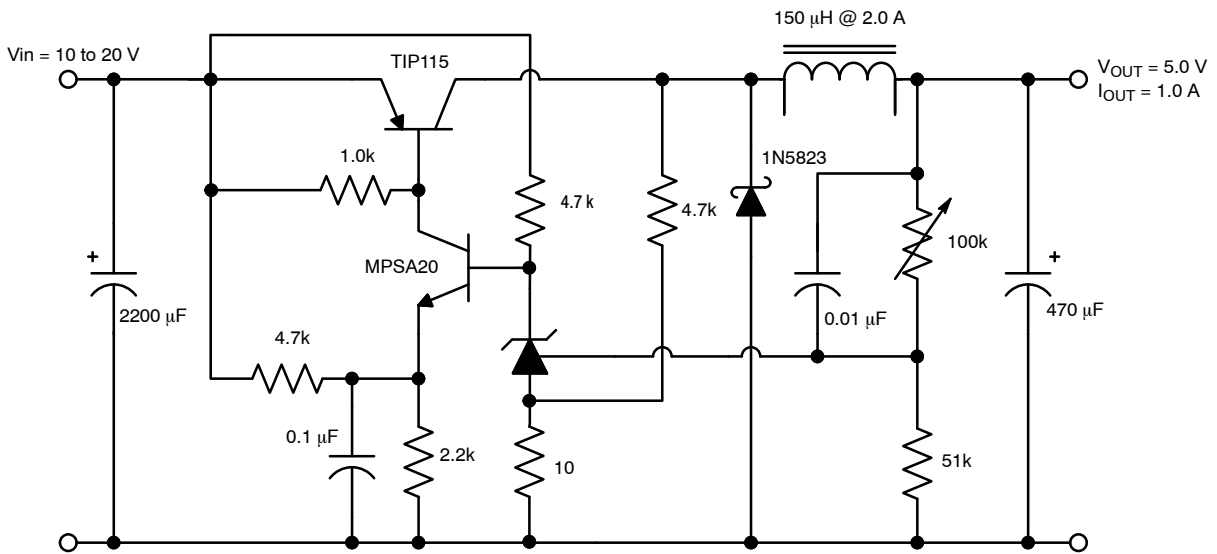 150 μH @ 2.0 A
Vin = 10 to 20 V
TIP115
VOUT = 5.0 V
IOUT = 1.0 A
1.0k
1N5823
4.7 k
4.7k
100k
MPSA20
+
+
2200 μF
0.01 μF
470 μF
4.7k
0.1 μF
2.2k
10
51k